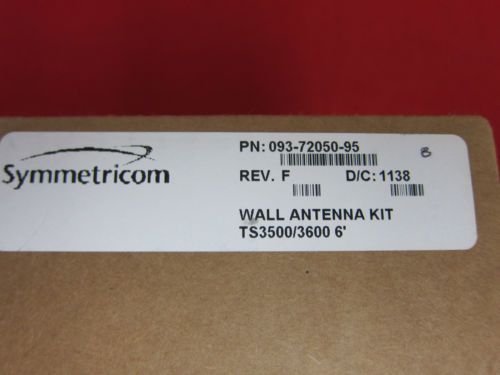 Symmetricom
PN: 093-72050-95
REV. F D/C: 1138
WALL ANTENNA KIT
TS3500/3600 6'